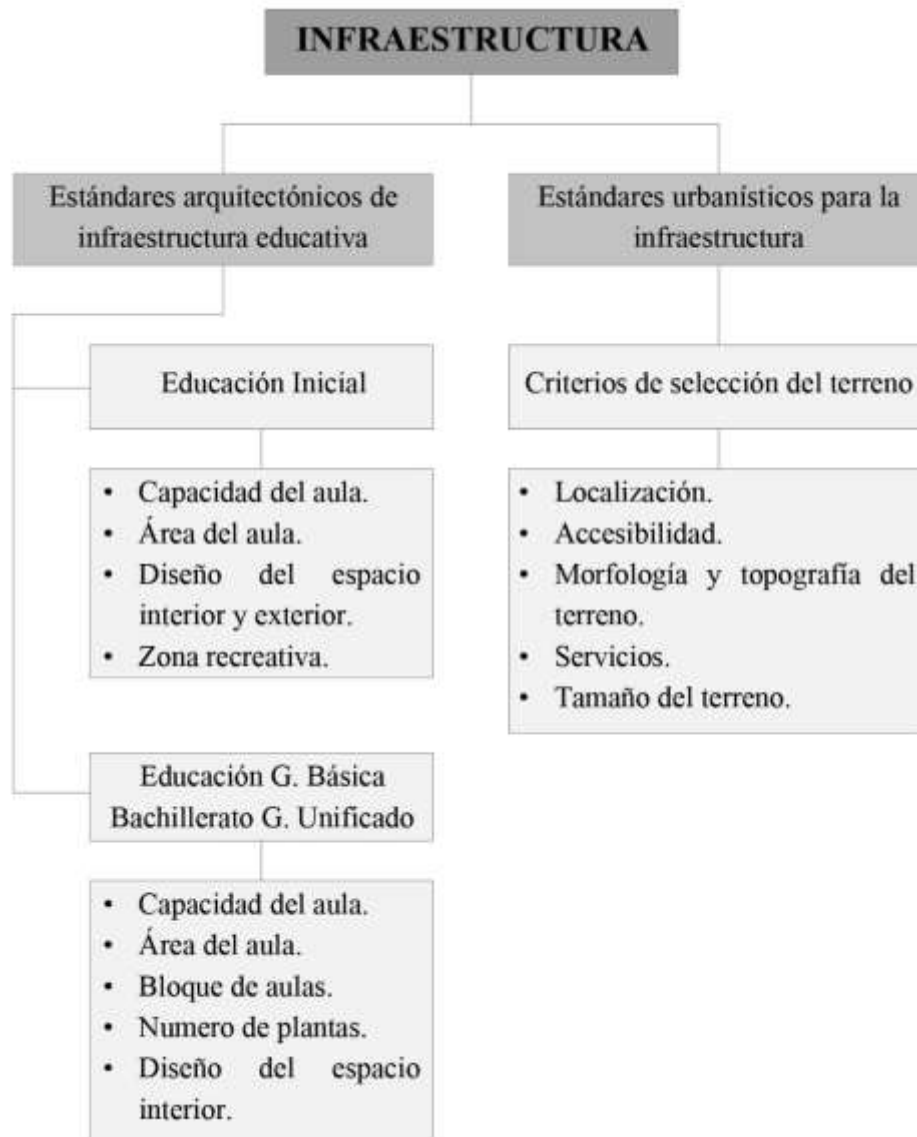 INFRAESTRUCTURA
Estándares arquitectónicos de
infraestructura educativa
Educación Inicial
• Capacidad del aula.
• Área del aula.
• Diseño del espacio
interior y exterior.
• Zona recreativa.
Educación G. Básica
Bachillerato G. Unificado
• Capacidad del aula.
• Área del aula.
• Bloque de aulas.
• Numero de plantas.
• Diseño del espacio
interior.
Estándares urbanísticos para la
infraestructura
Criterios de selección del terreno
• Localización.
• Accesibilidad.
• Morfología y topografía del
terreno.
• Servicios.
• Tamaño del terreno.